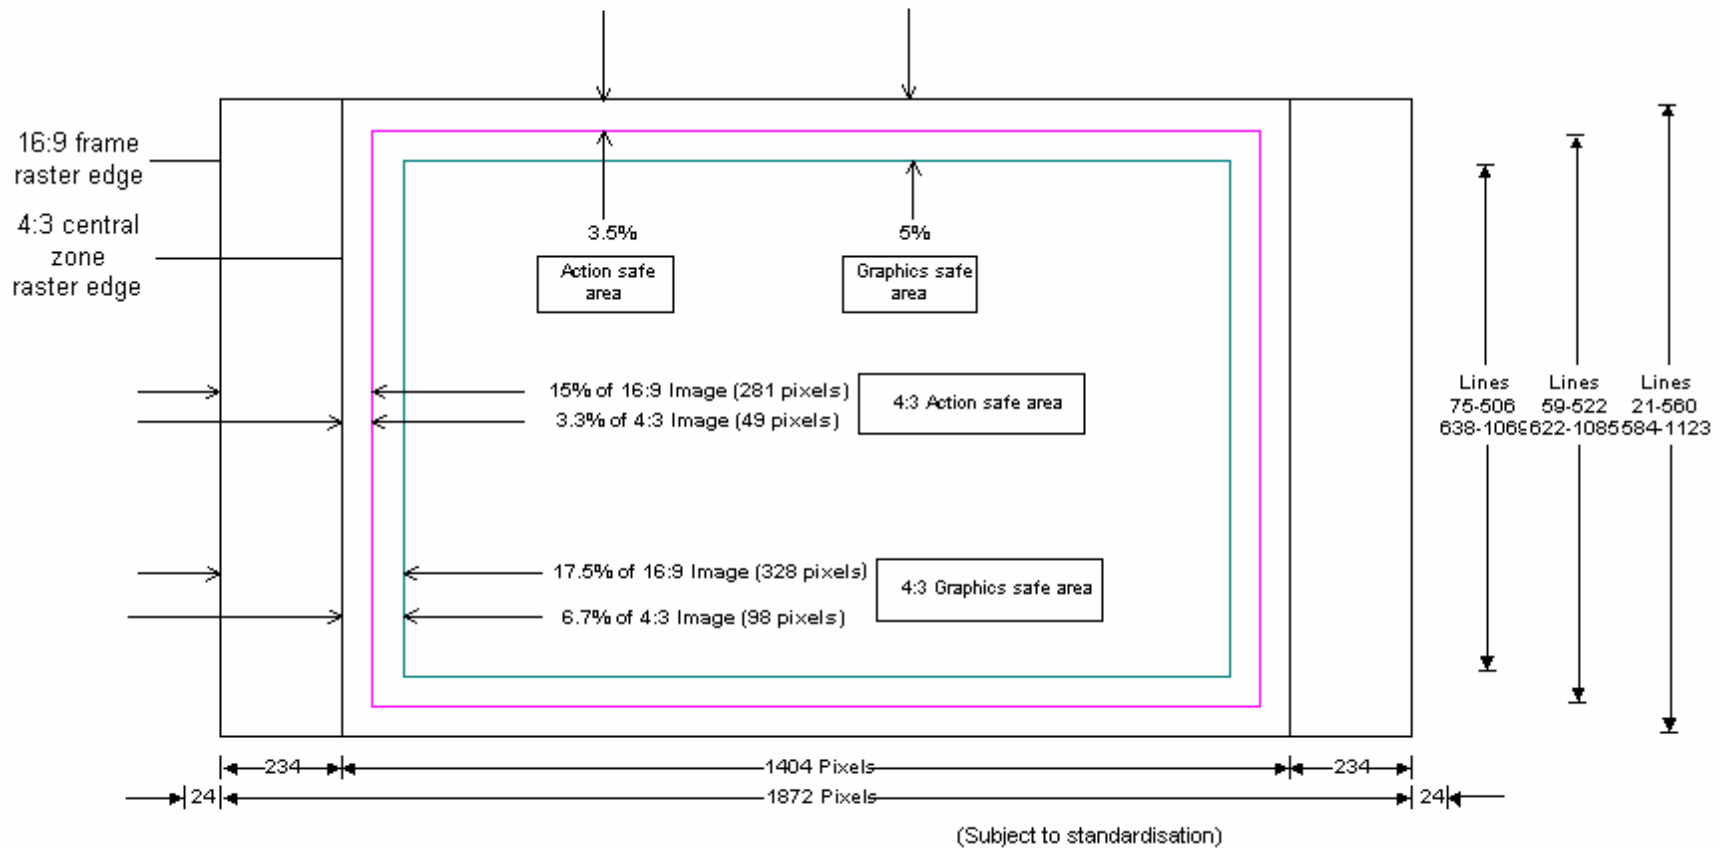 16:9 frame
raster edge
4:3 central
zone
raster edge
3.5%
5%
Action safe
area
Graphics safe
area
15% of 16:9 Image (281 pixels)
3.3% of 4:3 Image (49 pixels)
4:3 Action safe area
17.5% of 16:9 Image (328 pixels)
6.7% of 4:3 Image (98 pixels)
4:3 Graphics safe area
Lines
75-506
638-1069
Lines
59-522
622-1085
Lines
21-560
584-1123
234
1404 Pixels
234
24
1872 Pixels
24
(Subject to standardisation)